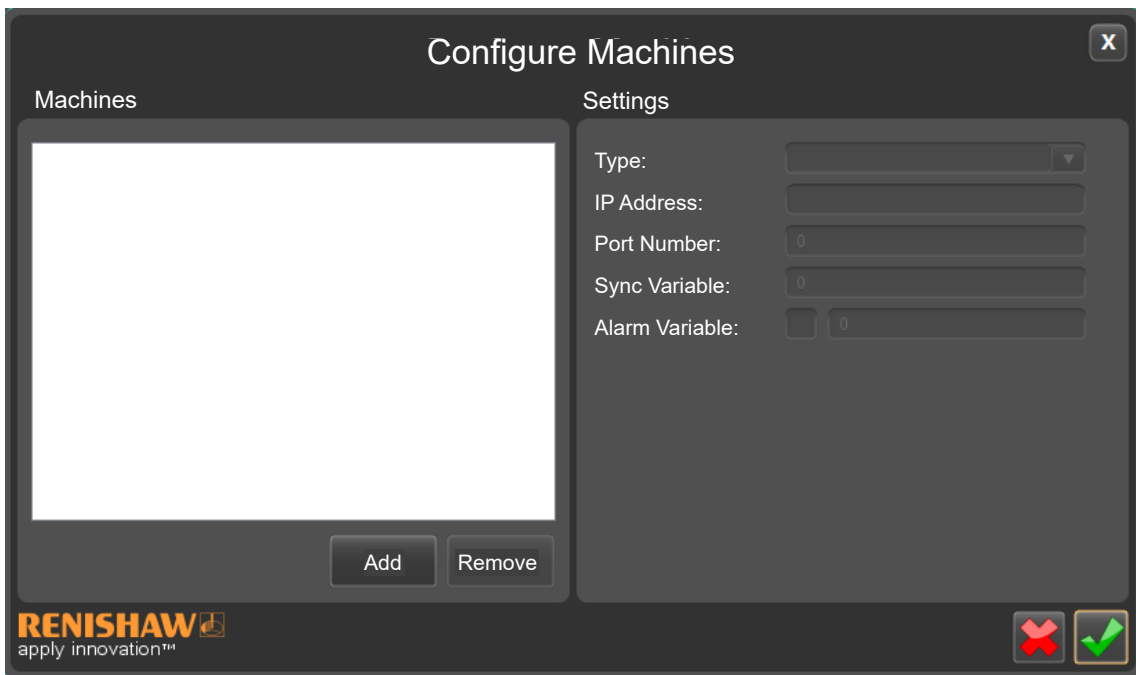 Configure Machines
X
Machines
Settings
Type:
IP Address:
Port Number: 0
Sync Variable: 0
Alarm Variable: 0
Add Remove
RENISHAW
apply innovation™